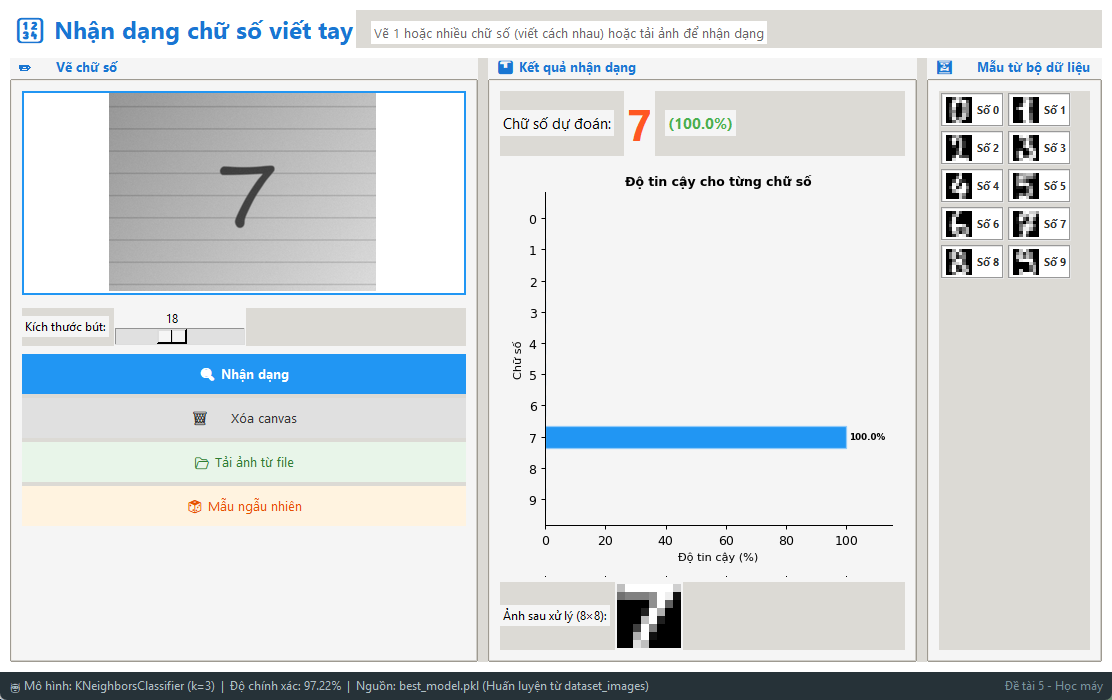 Nhận dạng chữ số viết tay
Vẽ 1 hoặc nhiều chữ số (viết cách nhau) hoặc tải ảnh để nhận dạng
Vẽ chữ số
7
Kích thước bút:
18
Nhận dạng
Xóa canvas
Tải ảnh từ file
Mẫu ngẫu nhiên
Kết quả nhận dạng
Chữ số dự đoán: 7 (100.0%)
Độ tin cậy cho từng chữ số
Chữ số
0
1
2
3
4
5
6
7 100.0%
8
9
0 20 40 60 80 100
Độ tin cậy (%)
Ảnh sau xử lý (8×8): 7
Mẫu từ bộ dữ liệu
Số 0 Số 1
Số 2 Số 3
Số 4 Số 5
Số 6 Số 7
Số 8 Số 9
Mô hình: KNeighborsClassifier (k=3) | Độ chính xác: 97.22% | Nguồn: best_model.pkl (Huấn luyện từ dataset_images)
Đề tài 5 - Học máy